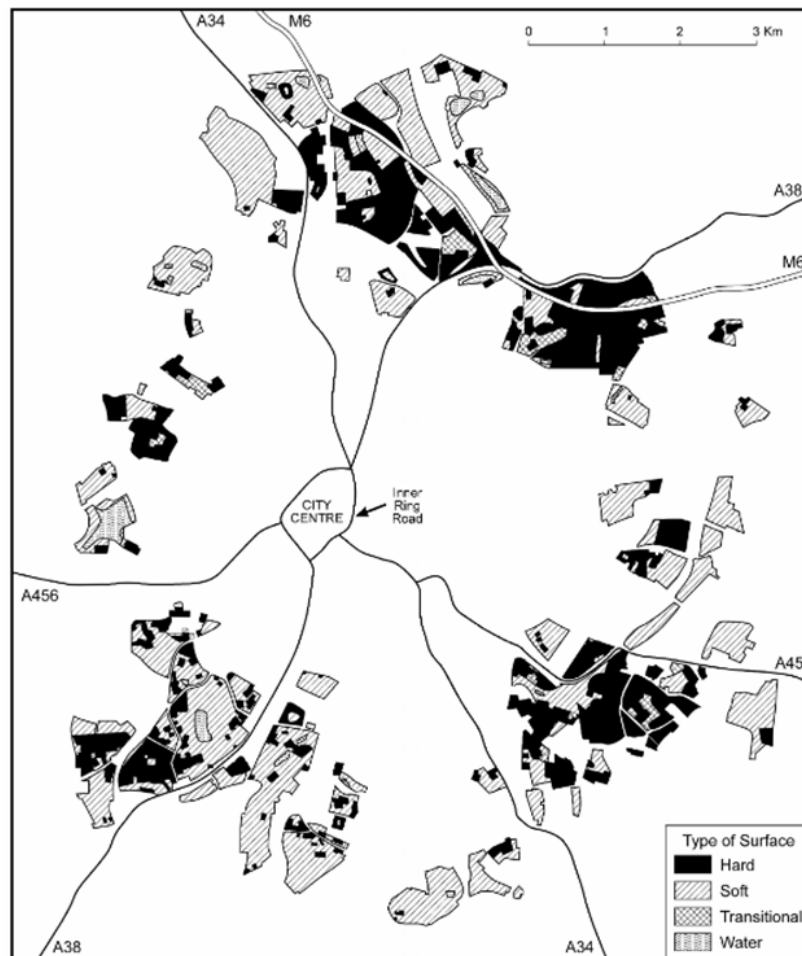 A34
M6
0 1 2 3 Km
A38
M6
CITY
CENTRE
Inner
Ring
Road
A456
A45
A38
A34
Type of Surface
Hard
Soft
Transitional
Water